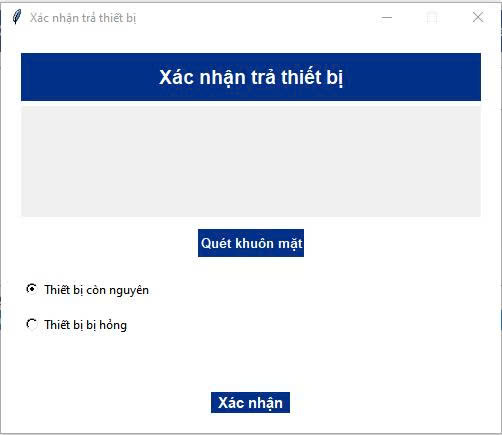 Xác nhận trả thiết bị
Xác nhận trả thiết bị
Quét khuôn mặt
Thiết bị còn nguyên
Thiết bị bị hỏng
Xác nhận